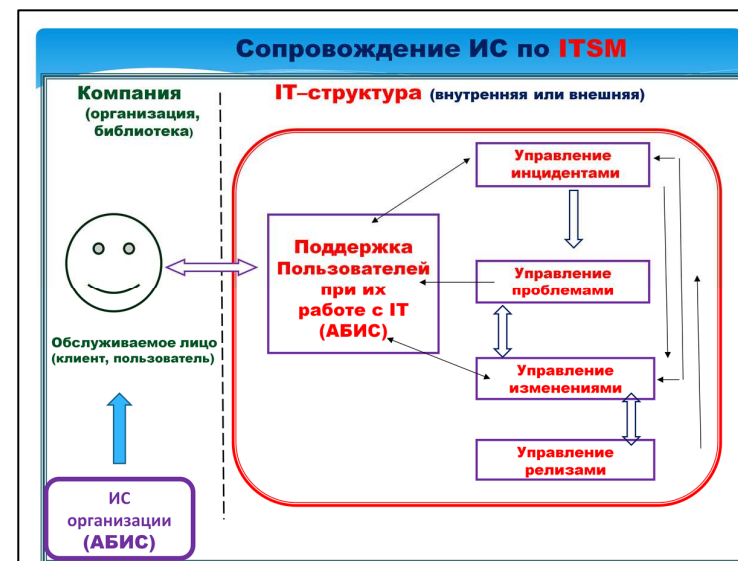 Сопровождение ИС по ITSM
Компания
(организация,
библиотека)
IT–структура (внутренняя или внешняя)
Управление
инцидентами
Поддержка
Пользователей
при их
работе с IT
(АБИС)
Управление
проблемами
Обслуживаемое лицо
(клиент, пользователь)
Управление
изменениями
Управление
релизами
ИС
организации
(АБИС)